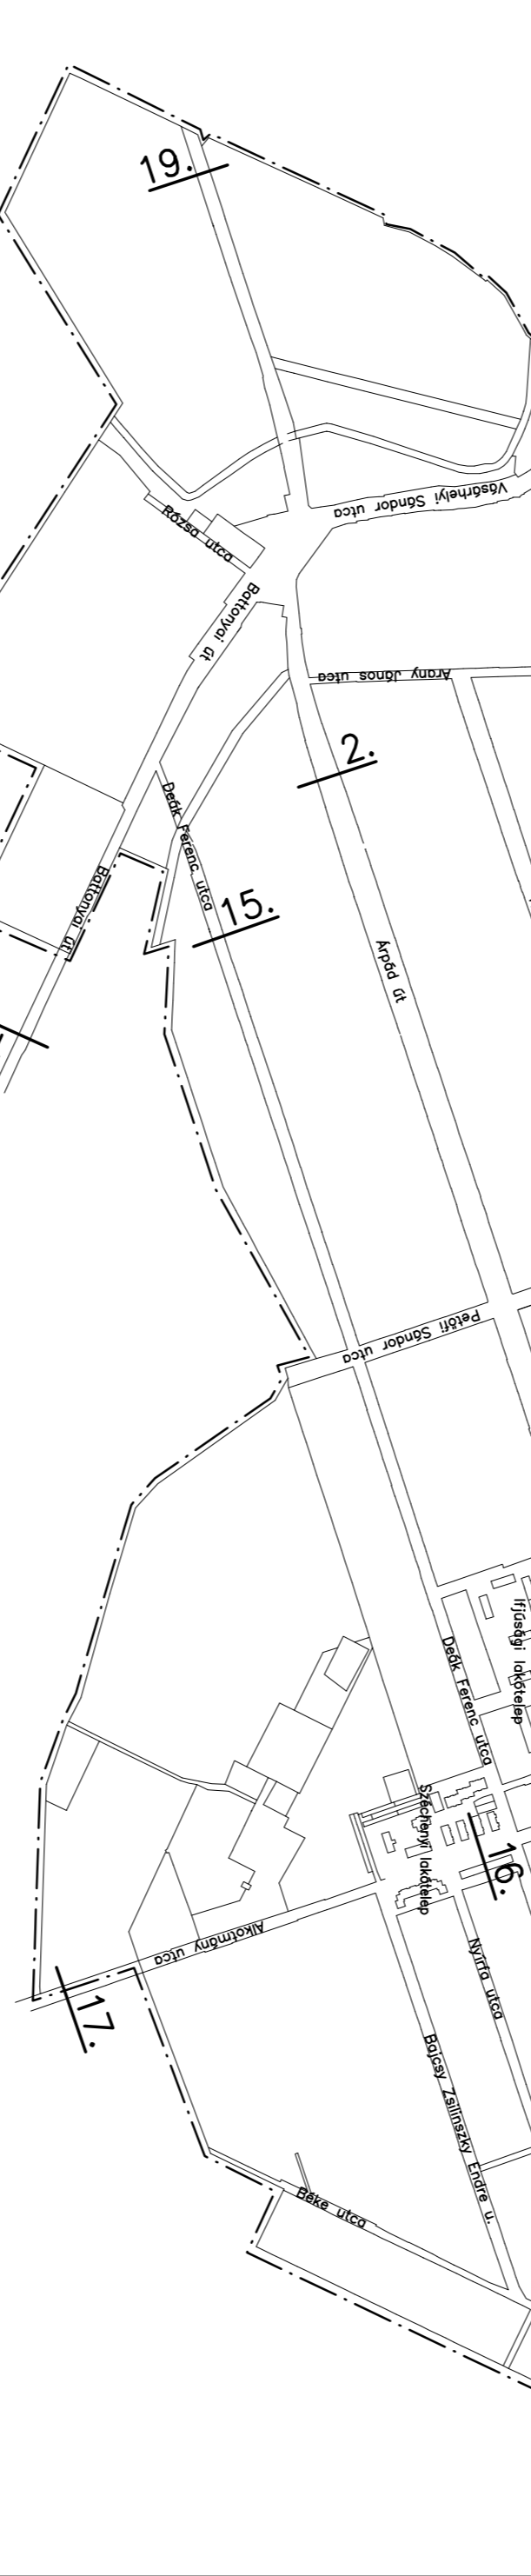 19.
Vásárhelyi Sándor utca
Rózsa utca
Battonyai út
Arany János utca
2.
Deák Ferenc utca
Battonyai út
15.
Árpád út
Petőfi Sándor utca
Ifjúsági lakótelep
Deák Ferenc utca
Széchenyi lakótelep
16.
Alkotmány utca
Nyírfa utca
17.
Bajcsy Zsilinszky Endre u.
Béke utca